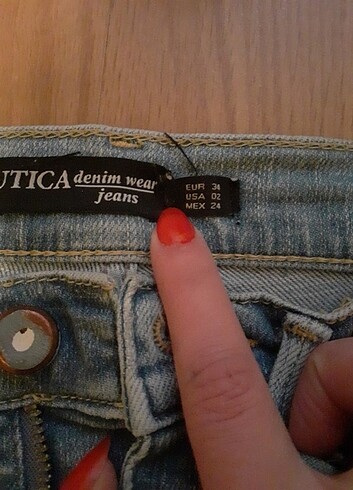 UTICA denim wear
jeans
EUR 34
USA 02
MEX 24